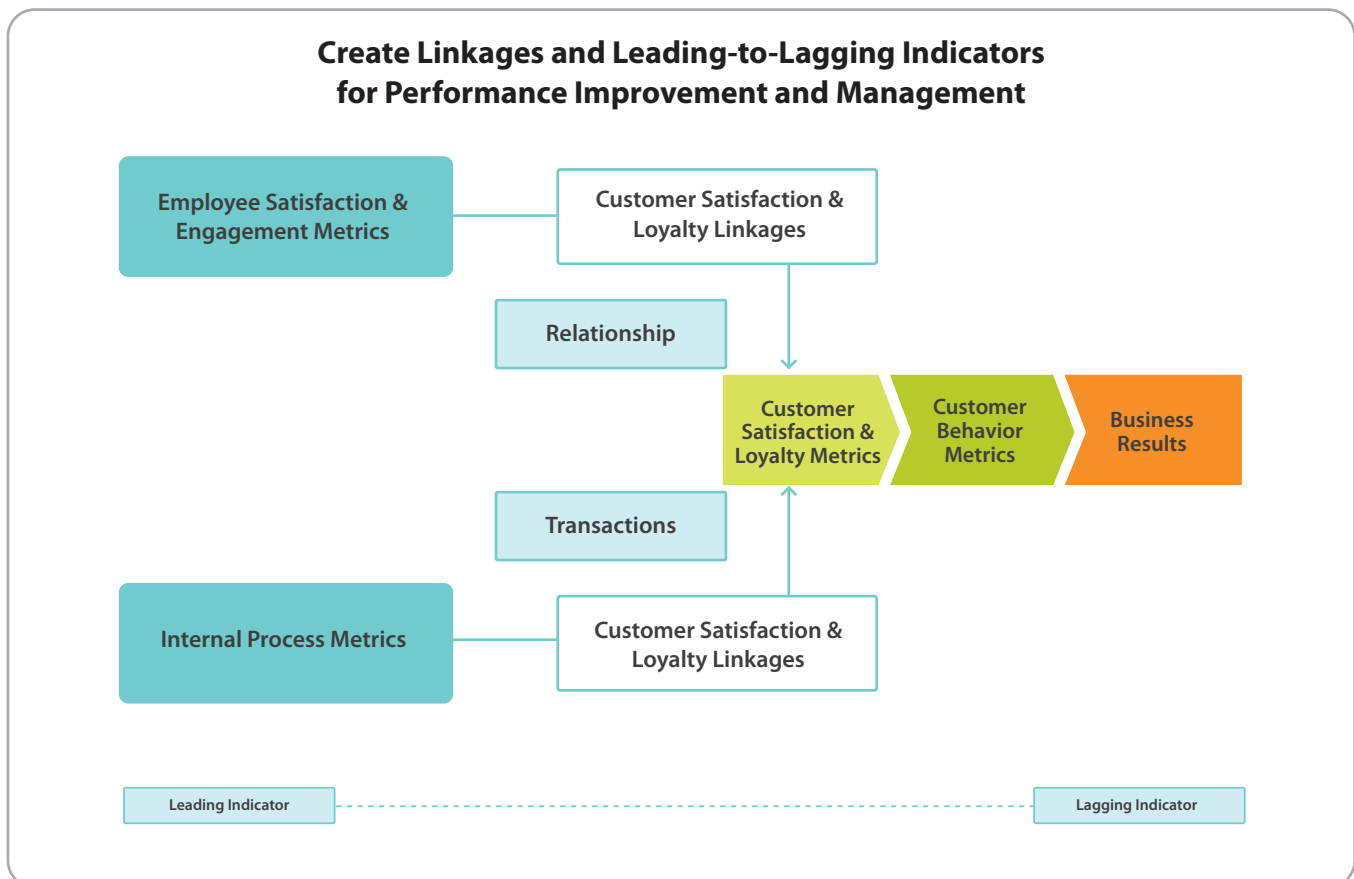 Create Linkages and Leading-to-Lagging Indicators
for Performance Improvement and Management
Employee Satisfaction &
Engagement Metrics
Customer Satisfaction &
Loyalty Linkages
Relationship
Customer
Satisfaction &
Loyalty Metrics
Customer
Behavior
Metrics
Business
Results
Transactions
Internal Process Metrics
Customer Satisfaction &
Loyalty Linkages
Leading Indicator
Lagging Indicator